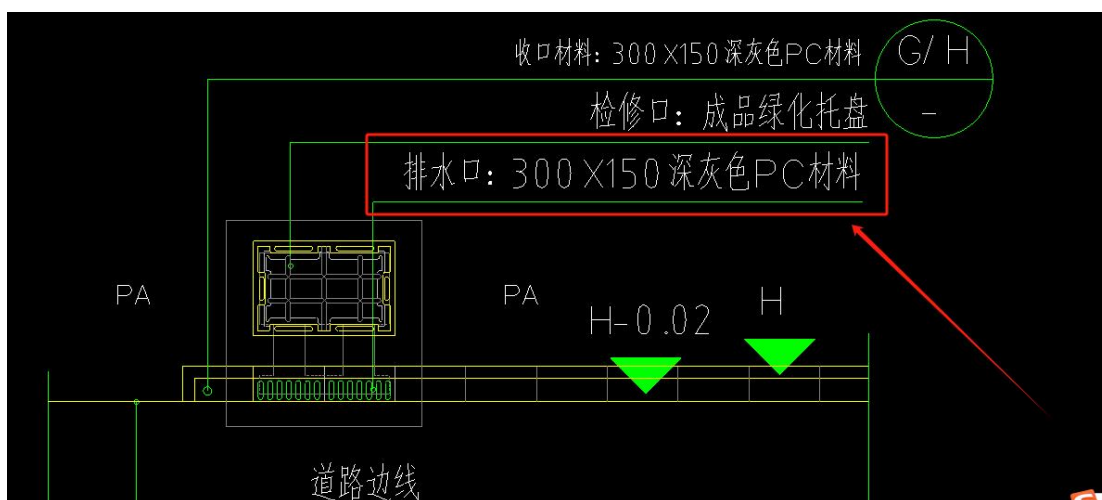 收口材料: 300X150深灰色PC材料
G/H
检修口: 成品绿化托盘
-
排水口: 300X150深灰色PC材料
PA
PA
H-0.02
H
道路边线